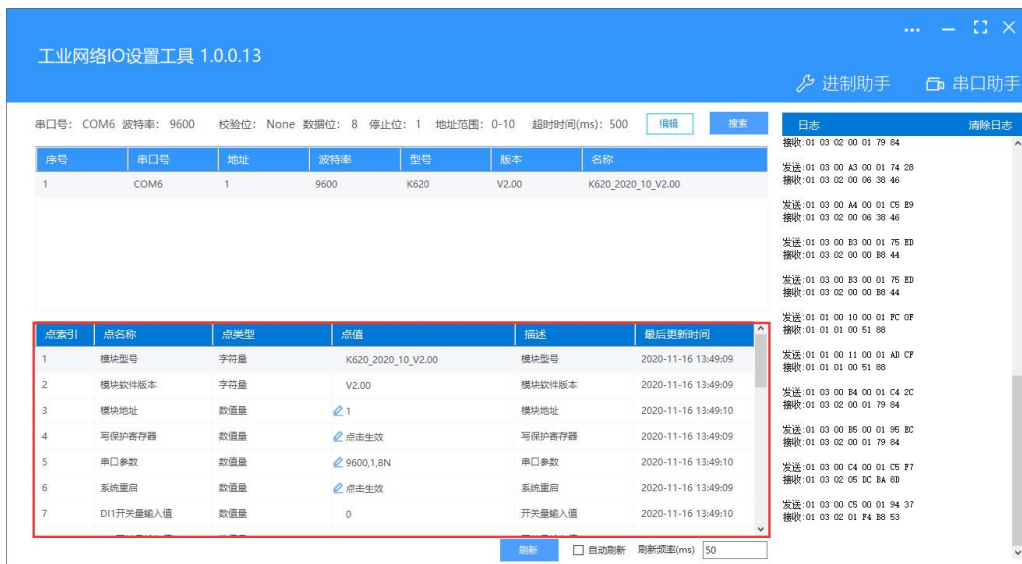 工业网络IO设置工具 1.0.0.13
进制助手 串口助手
串口号: COM6 波特率: 9600 校验位: None 数据位: 8 停止位: 1 地址范围: 0-10 超时时间(ms): 500 编辑 搜索
序号 串口号 地址 波特率 型号 版本 名称
1 COM6 1 9600 K620 V2.00 K620_2020_10_V2.00
点索引 点名称 点类型 点值 描述 最后更新时间
1 模块型号 字符量 K620_2020_10_V2.00 模块型号 2020-11-16 13:49:09
2 模块软件版本 字符量 V2.00 模块软件版本 2020-11-16 13:49:09
3 模块地址 数值量 1 模块地址 2020-11-16 13:49:10
4 写保护寄存器 数值量 点击生效 写保护寄存器 2020-11-16 13:49:09
5 串口参数 数值量 9600,1,8N 串口参数 2020-11-16 13:49:10
6 系统重启 数值量 点击生效 系统重启 2020-11-16 13:49:09
7 DI1开关量输入值 数值量 0 开关量输入值 2020-11-16 13:49:10
刷新 自动刷新 刷新频率(ms) 50
日志 清除日志
接收:01 03 02 00 01 79 84
发送:01 03 00 A3 00 01 74 28
接收:01 03 02 00 06 38 46
发送:01 03 00 A4 00 01 C5 E9
接收:01 03 02 00 06 38 46
发送:01 03 00 B3 00 01 75 ED
接收:01 03 02 00 00 B8 44
发送:01 03 00 B3 00 01 75 ED
接收:01 03 02 00 00 B8 44
发送:01 01 00 10 00 01 FC 0F
接收:01 01 01 00 51 88
发送:01 01 00 11 00 01 AD CF
接收:01 01 01 00 51 88
发送:01 03 00 B4 00 01 C4 2C
接收:01 03 02 00 01 79 84
发送:01 03 00 B5 00 01 95 EC
接收:01 03 02 00 01 79 84
发送:01 03 00 C4 00 01 C5 F7
接收:01 03 02 05 DC BA 8D
发送:01 03 00 C5 00 01 94 37
接收:01 03 02 01 F4 B8 53